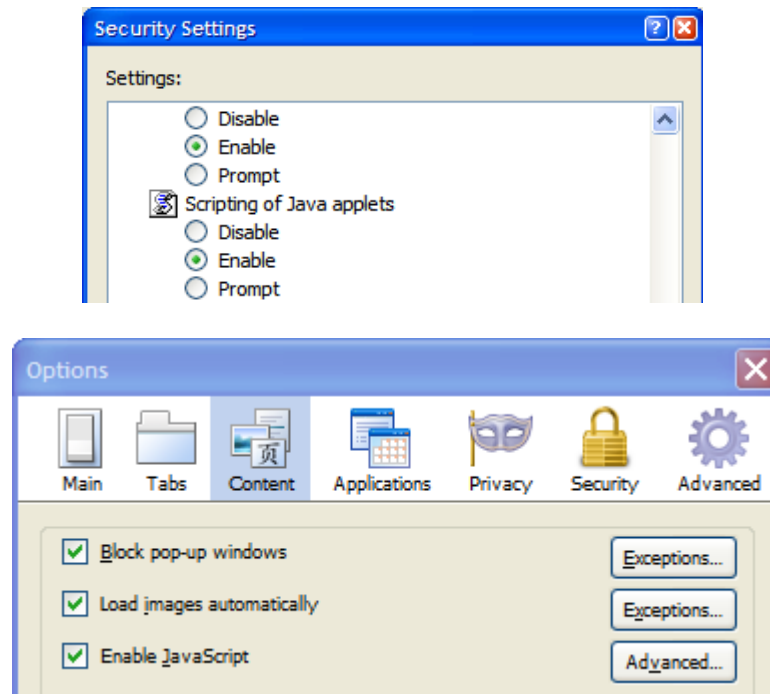 Security Settings
Settings:
Disable
Enable
Prompt
Scripting of Java applets
Disable
Enable
Prompt
Options
页
Main Tabs Content Applications Privacy Security Advanced
Block pop-up windows Exceptions...
Load images automatically Exceptions...
Enable JavaScript Advanced...